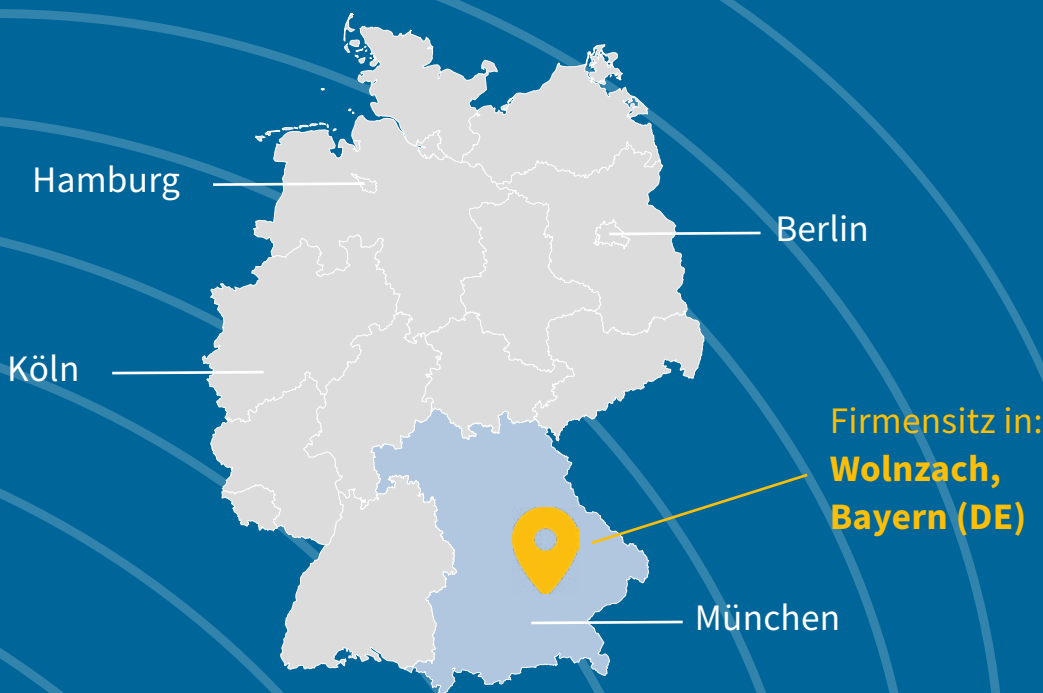 Hamburg
Berlin
Köln
Firmensitz in:
Wolnzach,
Bayern (DE)
München